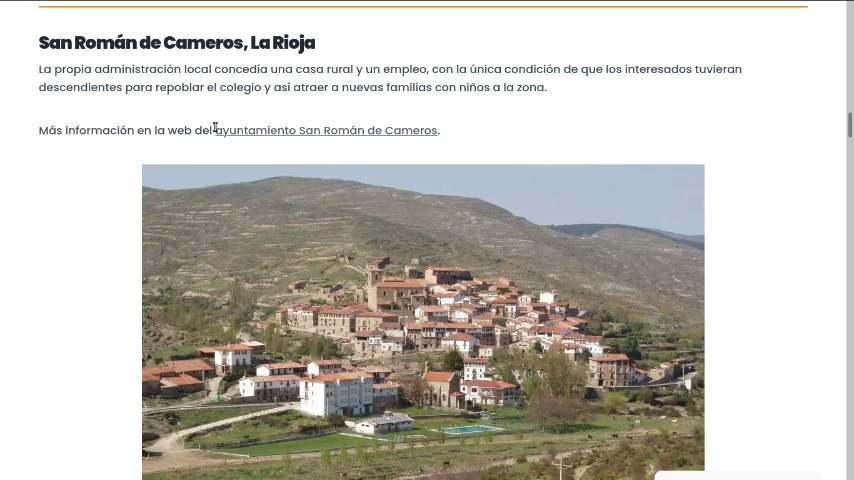 San Román de Cameros, La Rioja
La propia administración local concedía una casa rural y un empleo, con la única condición de que los interesados tuvieran
descendientes para repoblar el colegio y así atraer a nuevas familias con niños a la zona.
Más información en la web del ayuntamiento San Román de Cameros.